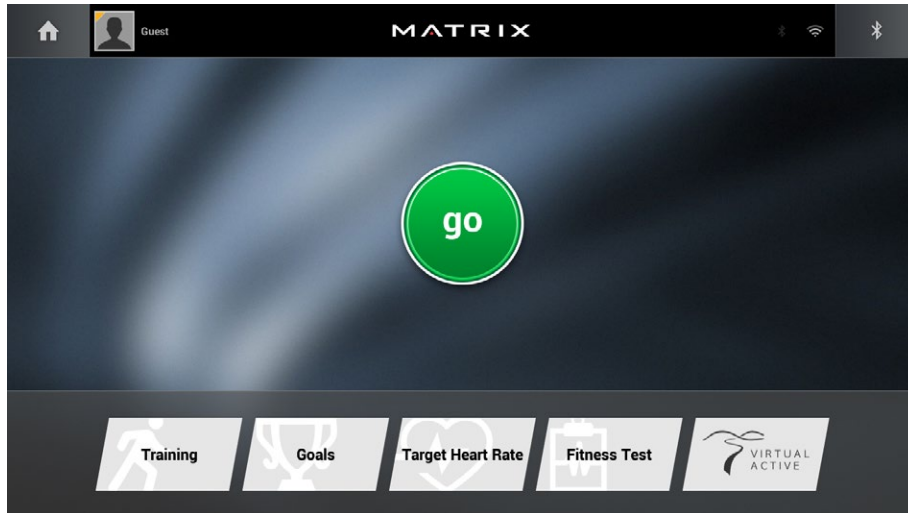 Guest
MATRIX
go
Training
Goals
Target Heart Rate
Fitness Test
VIRTUAL
ACTIVE